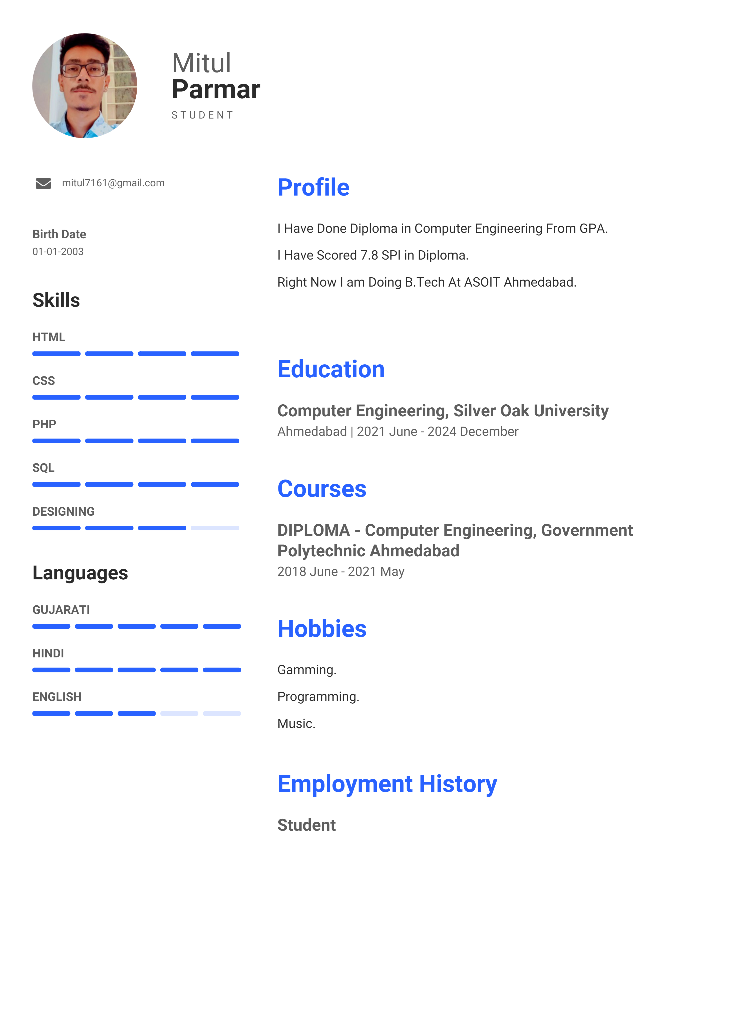 Mitul
Parmar
STUDENT
mitul7161@gmail.com
Birth Date
01-01-2003
Skills
HTML
CSS
PHP
SQL
DESIGNING
Languages
GUJARATI
HINDI
ENGLISH
Profile
I Have Done Diploma in Computer Engineering From GPA.
I Have Scored 7.8 SPI in Diploma.
Right Now I am Doing B.Tech At ASOIT Ahmedabad.
Education
Computer Engineering, Silver Oak University
Ahmedabad | 2021 June - 2024 December
Courses
DIPLOMA - Computer Engineering, Government
Polytechnic Ahmedabad
2018 June - 2021 May
Hobbies
Gamming.
Programming.
Music.
Employment History
Student